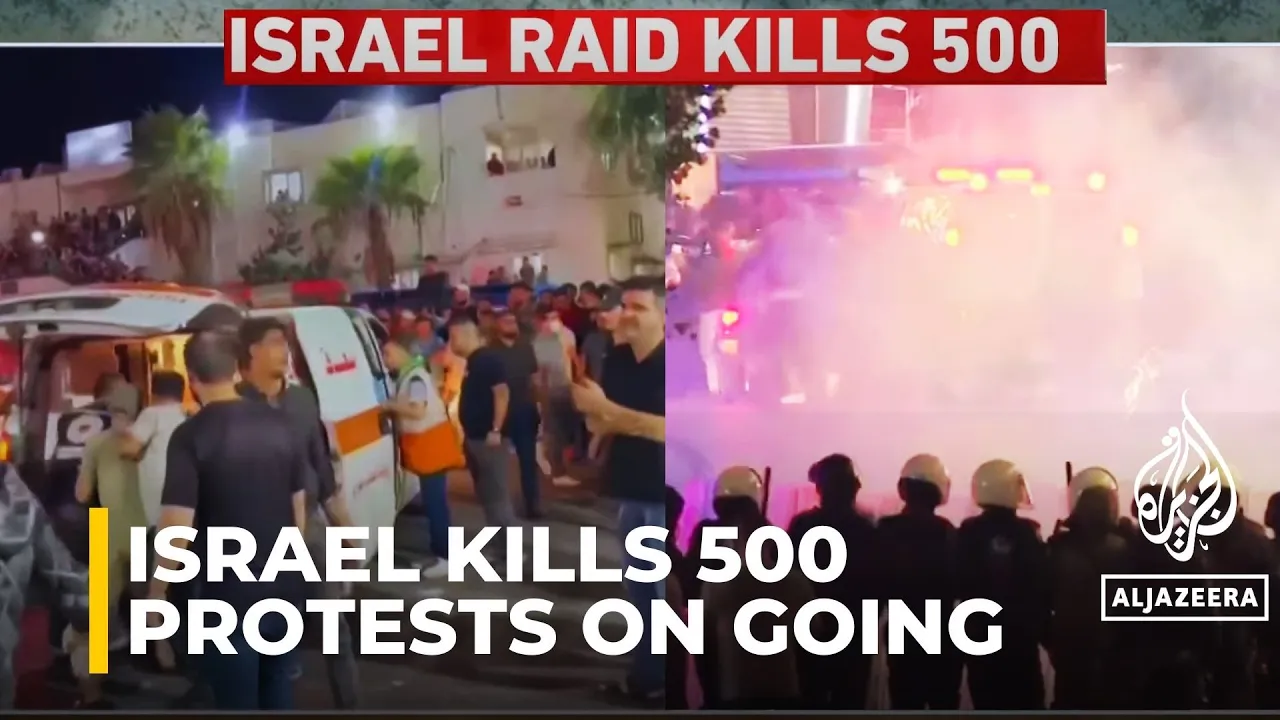 ISRAEL RAID KILLS 500
ISRAEL KILLS 500
PROTESTS ON GOING
الجزيرة
ALJAZEERA